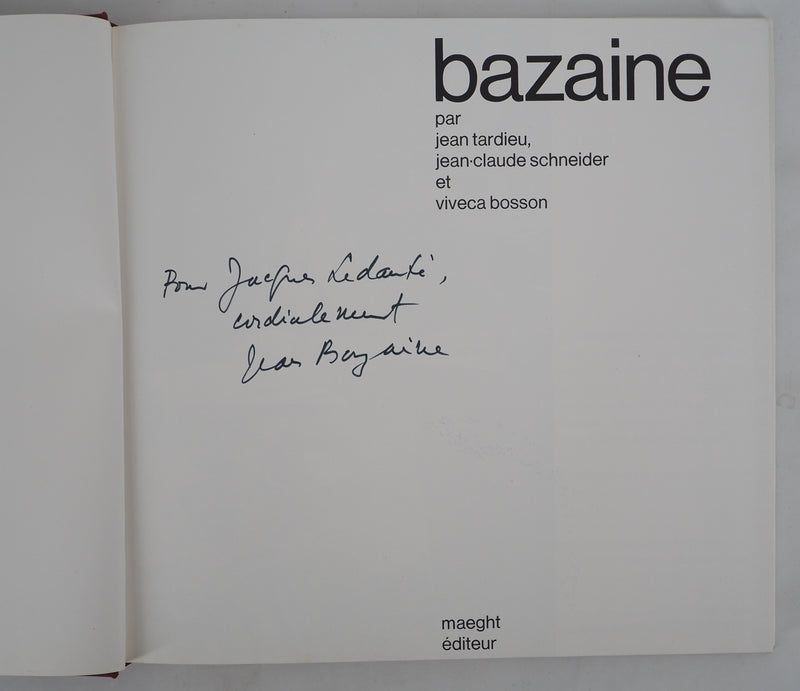 bazaine
par
jean tardieu,
jean-claude schneider
et
viveca bosson
Pour Jacques Ledanté,
cordialement
Jean Bazaine
maeght
éditeur